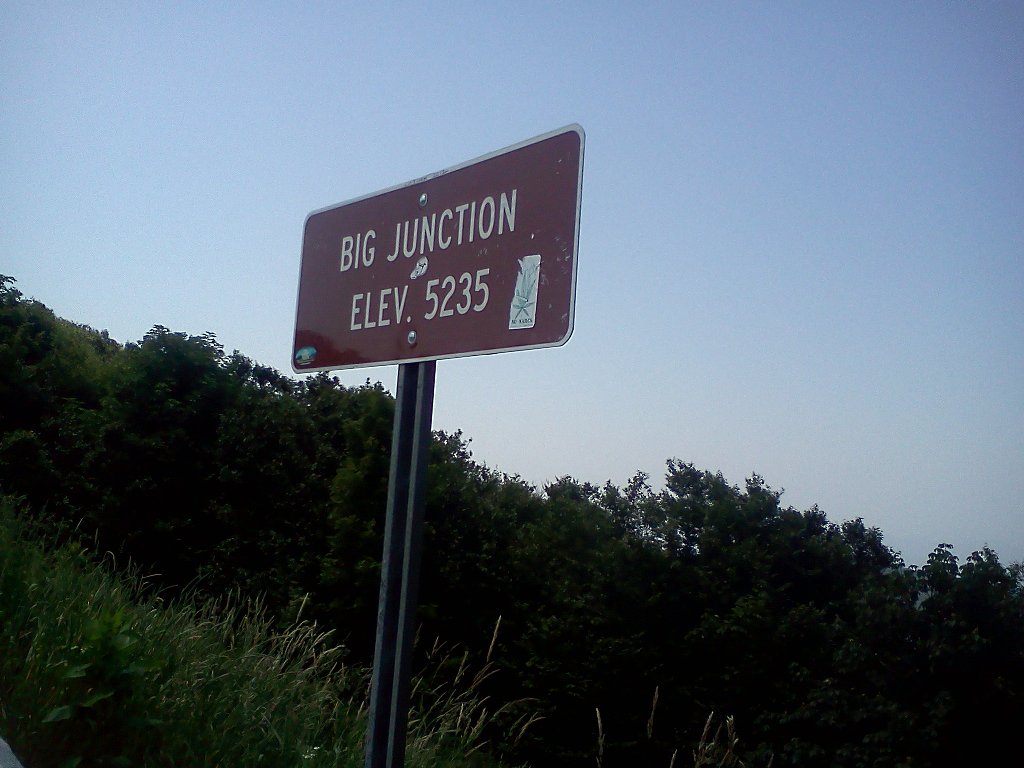 BIG JUNCTION
ELEV. 5235